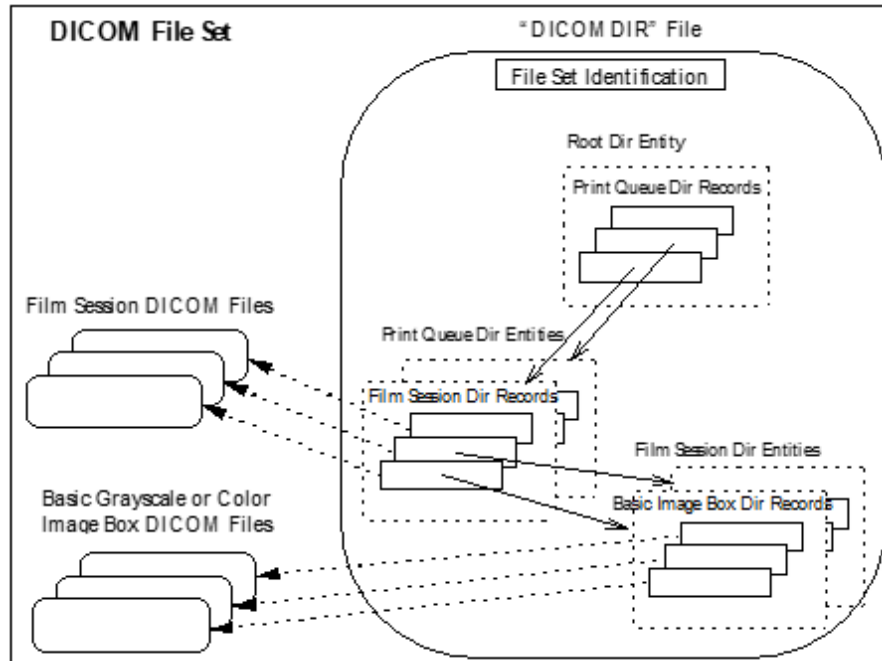 DICOM File Set
“DICOM DIR” File
File Set Identification
Root Dir Entity
Print Queue Dir Records
Film Session DICOM Files
Print Queue Dir Entities
Film Session Dir Records
Film Session Dir Entities
Basic Grayscale or Color
Image Box DICOM Files
Basic Image Box Dir Records